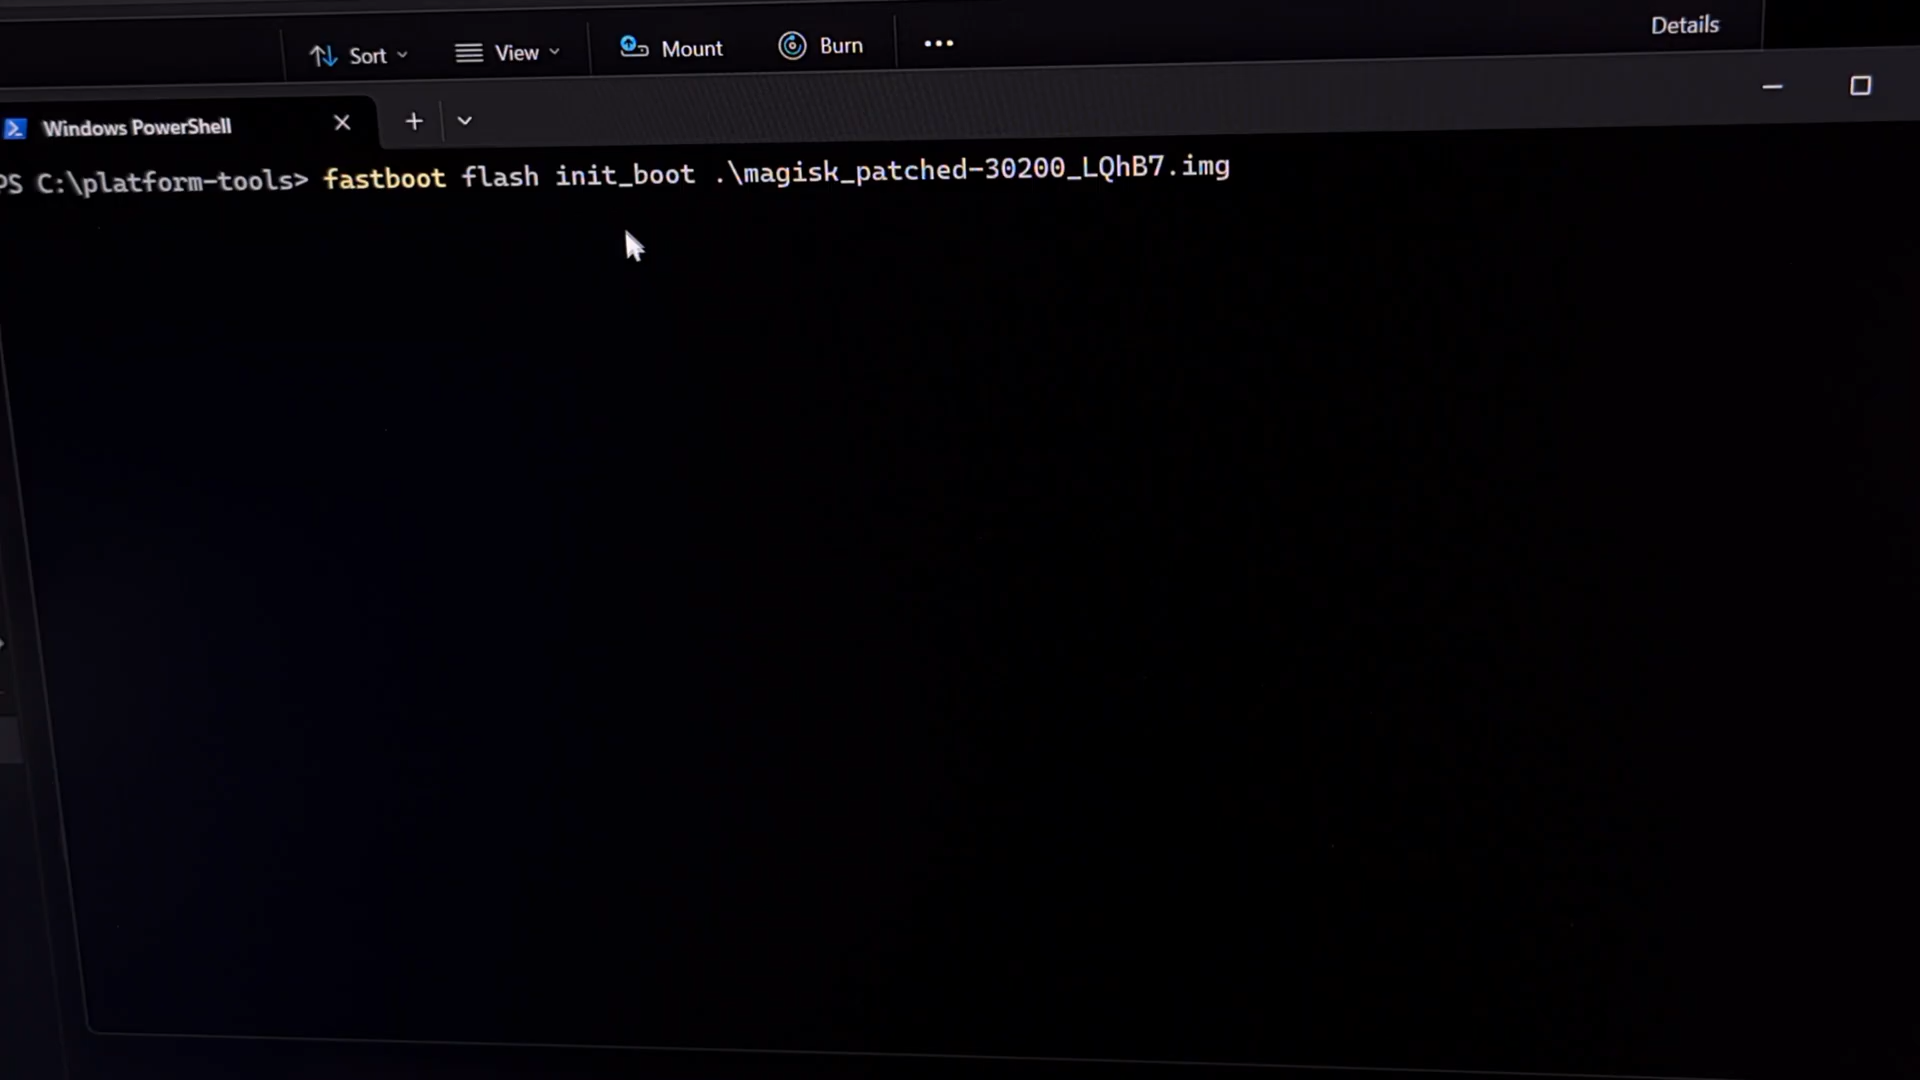 Sort View Mount Burn ••• Details
Windows PowerShell
PS C:\platform-tools> fastboot flash init_boot .\magisk_patched-30200_LQhB7.img